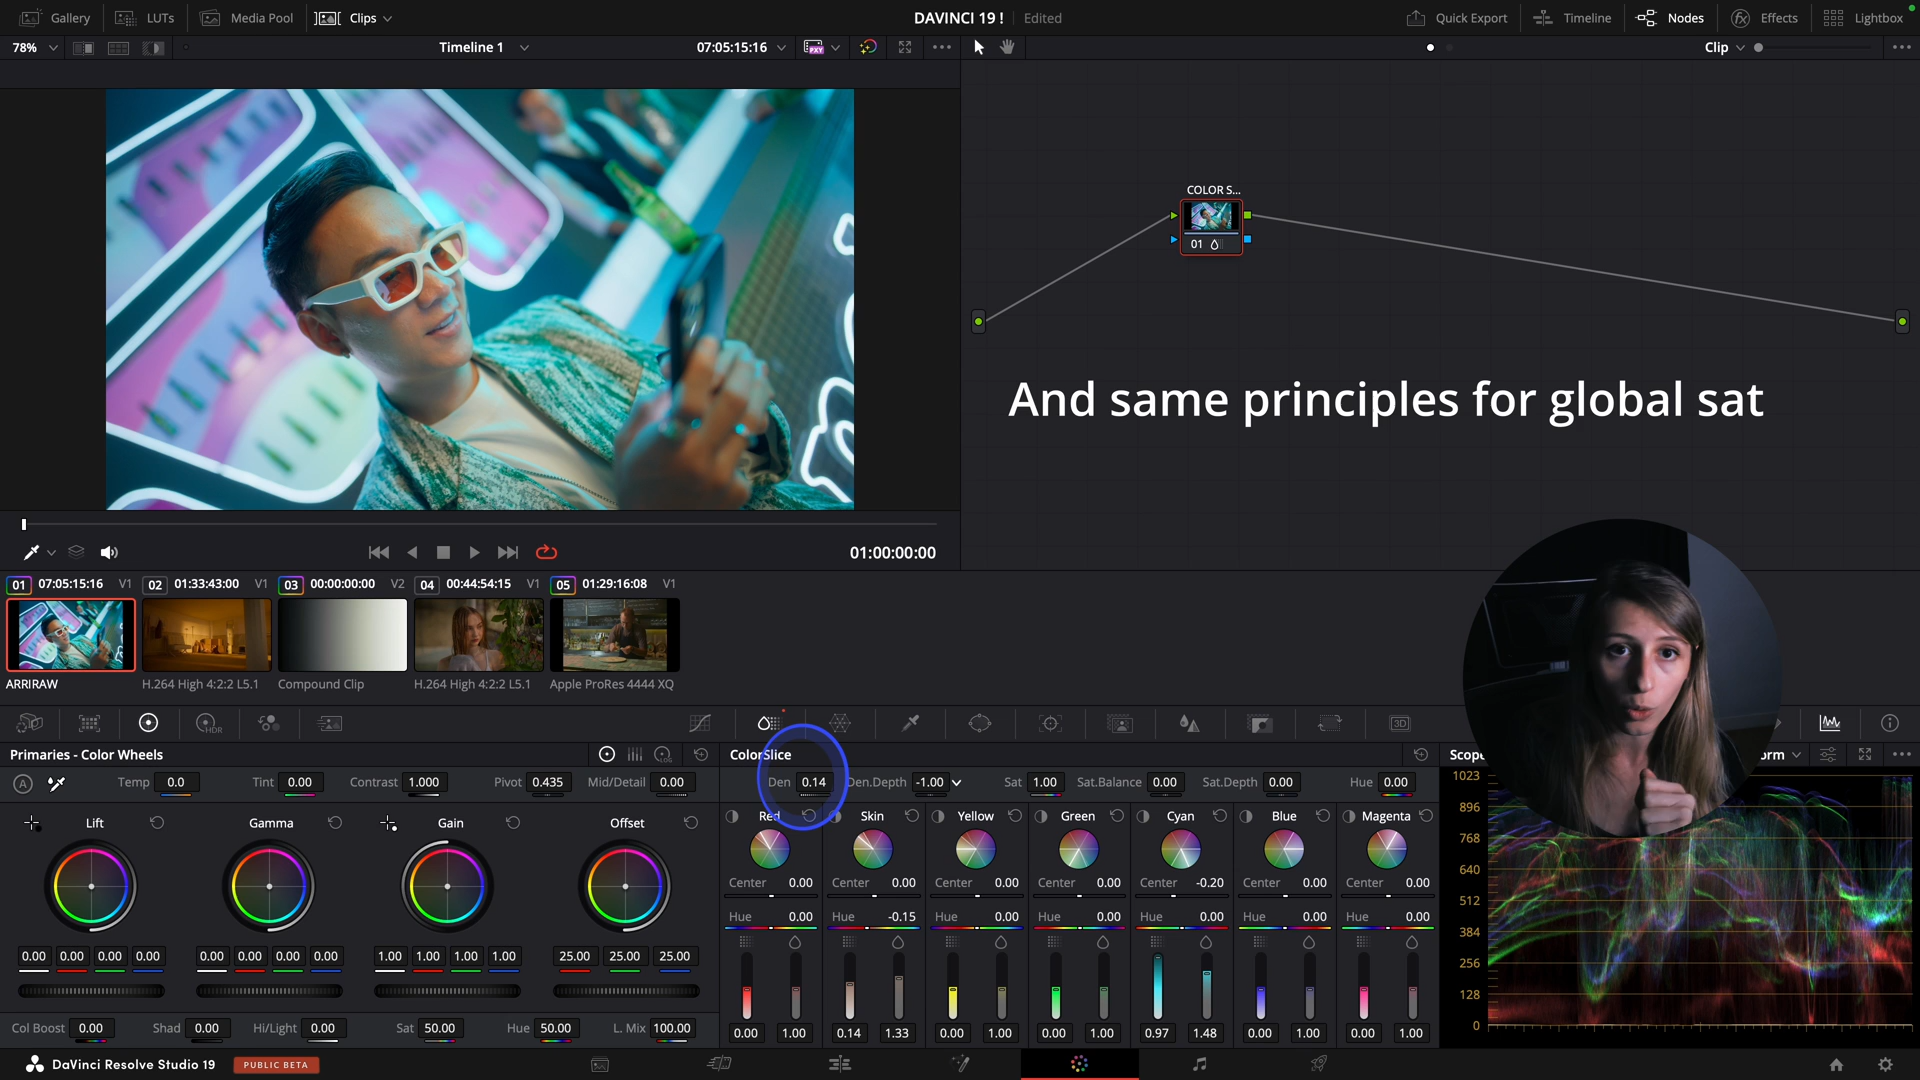 Gallery
LUTs
Media Pool
Clips
DAVINCI 19 !
Edited
Quick Export
Timeline
Nodes
Effects
Lightbox
78%
Timeline 1
07:05:15:16
PXY
Clip
COLOR S...
01
And same principles for global sat
01:00:00:00
01 07:05:15:16 V1
02 01:33:43:00 V1
03 00:00:00:00 V2
04 00:44:54:15 V1
05 01:29:16:08 V1
ARRIRAW
H.264 High 4:2:2 L5.1
Compound Clip
H.264 High 4:2:2 L5.1
Apple ProRes 4444 XQ
HDR
3D
Primaries - Color Wheels
LOG
ColorSlice
A
Temp 0.0
Tint 0.00
Contrast 1.000
Pivot 0.435
Mid/Detail 0.00
Den 0.14
Den.Depth -1.00
Sat 1.00
Sat.Balance 0.00
Sat.Depth 0.00
Hue 0.00
Lift
Gamma
Gain
Offset
0.00 0.00 0.00 0.00
0.00 0.00 0.00 0.00
1.00 1.00 1.00 1.00
25.00 25.00 25.00
Col Boost 0.00
Shad 0.00
Hi/Light 0.00
Sat 50.00
Hue 50.00
L. Mix 100.00
Red
Skin
Yellow
Green
Cyan
Blue
Magenta
Center 0.00
Center 0.00
Center 0.00
Center 0.00
Center -0.20
Center 0.00
Center 0.00
Hue 0.00
Hue -0.15
Hue 0.00
Hue 0.00
Hue 0.00
Hue 0.00
Hue 0.00
0.00 1.00
0.14 1.33
0.00 1.00
0.00 1.00
0.97 1.48
0.00 1.00
0.00 1.00
1023
896
768
640
512
384
256
128
0
DaVinci Resolve Studio 19
PUBLIC BETA